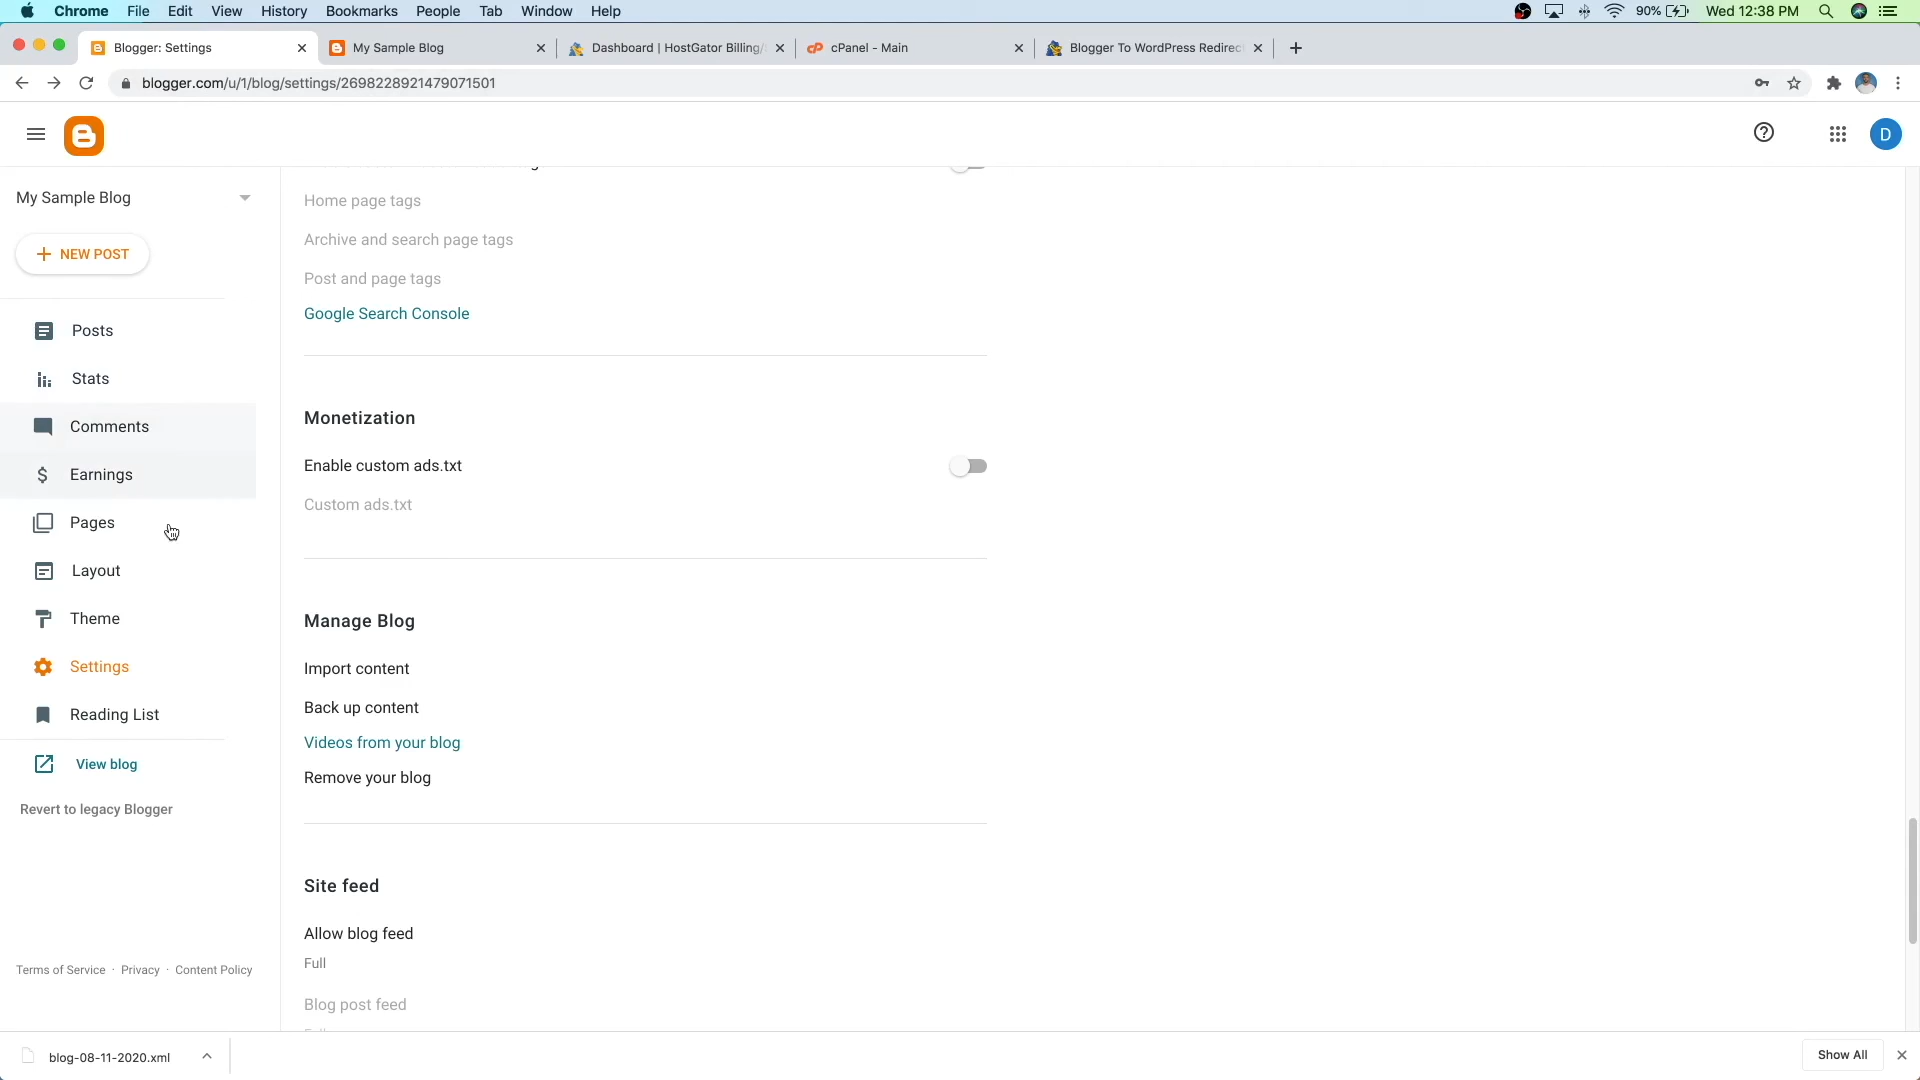 Chrome File Edit View History Bookmarks People Tab Window Help 90% Wed 12:38 PM
Blogger: Settings My Sample Blog Dashboard | HostGator Billing/ cPanel - Main Blogger To WordPress Redirec
blogger.com/u/1/blog/settings/2698228921479071501
D
My Sample Blog
NEW POST
Posts
Stats
Comments
Earnings
Pages
Layout
Theme
Settings
Reading List
View blog
Revert to legacy Blogger
Terms of Service · Privacy · Content Policy
Home page tags
Archive and search page tags
Post and page tags
Google Search Console
Monetization
Enable custom ads.txt
Custom ads.txt
Manage Blog
Import content
Back up content
Videos from your blog
Remove your blog
Site feed
Allow blog feed
Full
Blog post feed
blog-08-11-2020.xml
Show All